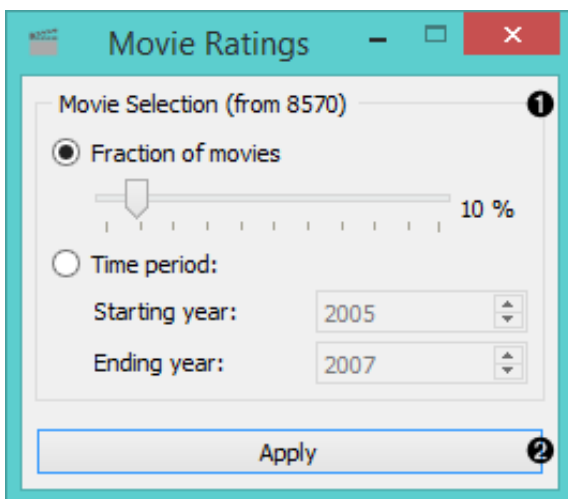 Movie Ratings
Movie Selection (from 8570) 1
Fraction of movies
10 %
Time period:
Starting year: 2005
Ending year: 2007
Apply 2